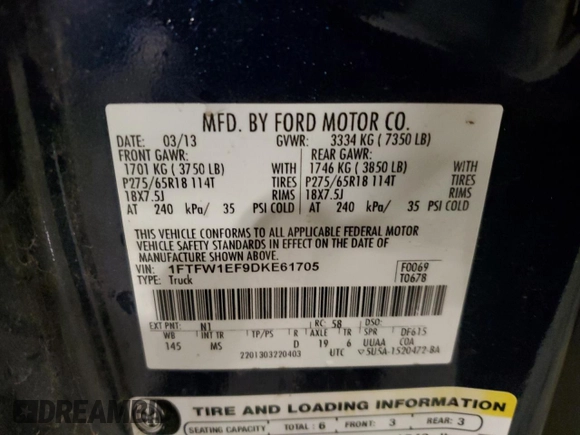 MFD. BY FORD MOTOR CO.
DATE: 03/13 GVWR: 3334 KG ( 7350 LB)
FRONT GAWR: REAR GAWR:
1701 KG ( 3750 LB) WITH 1746 KG ( 3850 LB) WITH
P275/65R18 114T TIRES P275/65R18 114T TIRES
18X7.5J RIMS 18X7.5J RIMS
AT 240 kPa/ 35 PSI COLD AT 240 kPa/ 35 PSI COLD
THIS VEHICLE CONFORMS TO ALL APPLICABLE FEDERAL MOTOR
VEHICLE SAFETY STANDARDS IN EFFECT ON THE DATE OF
MANUFACTURE SHOWN ABOVE.
VIN: 1FTFW1EF9DKE61705 F0069
TYPE: Truck T0678
EXT PNT: N1 RC: 58 DSO:
WB INT TR TP/PS R AXLE TR SPR DF615
145 MS D 19 6 UUAA COA
2201303220403 UTC 5U5A-1520472-BA
TIRE AND LOADING INFORMATION
SEATING CAPACITY TOTAL: 6 FRONT: 3 REAR: 3